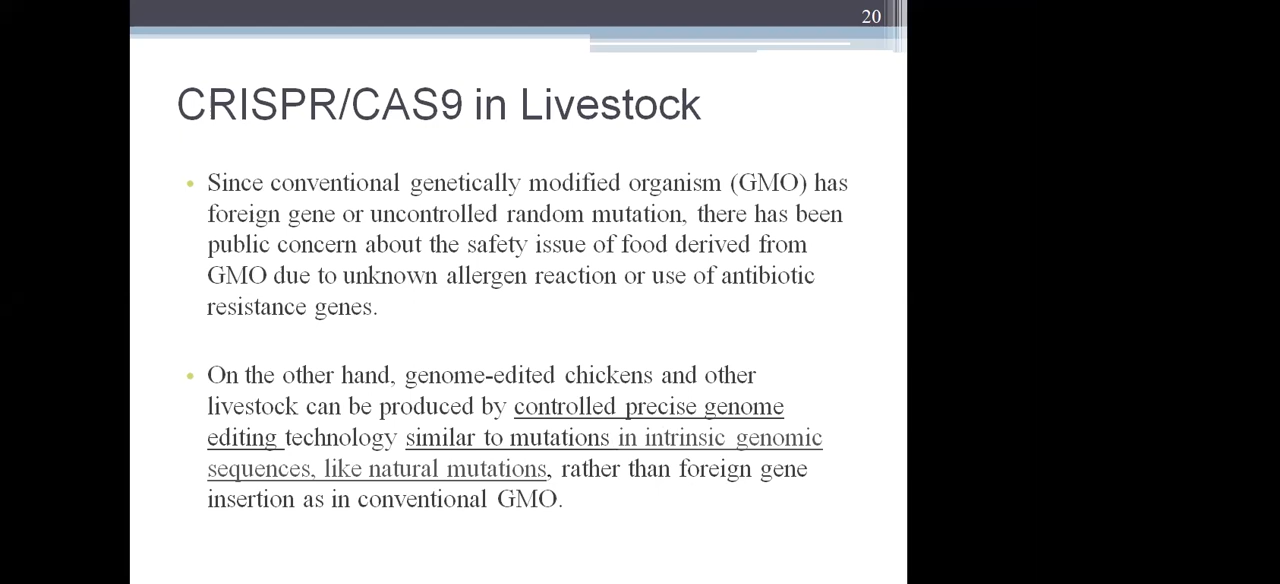 20
CRISPR/CAS9 in Livestock
• Since conventional genetically modified organism (GMO) has
foreign gene or uncontrolled random mutation, there has been
public concern about the safety issue of food derived from
GMO due to unknown allergen reaction or use of antibiotic
resistance genes.
• On the other hand, genome-edited chickens and other
livestock can be produced by controlled precise genome
editing technology similar to mutations in intrinsic genomic
sequences, like natural mutations, rather than foreign gene
insertion as in conventional GMO.